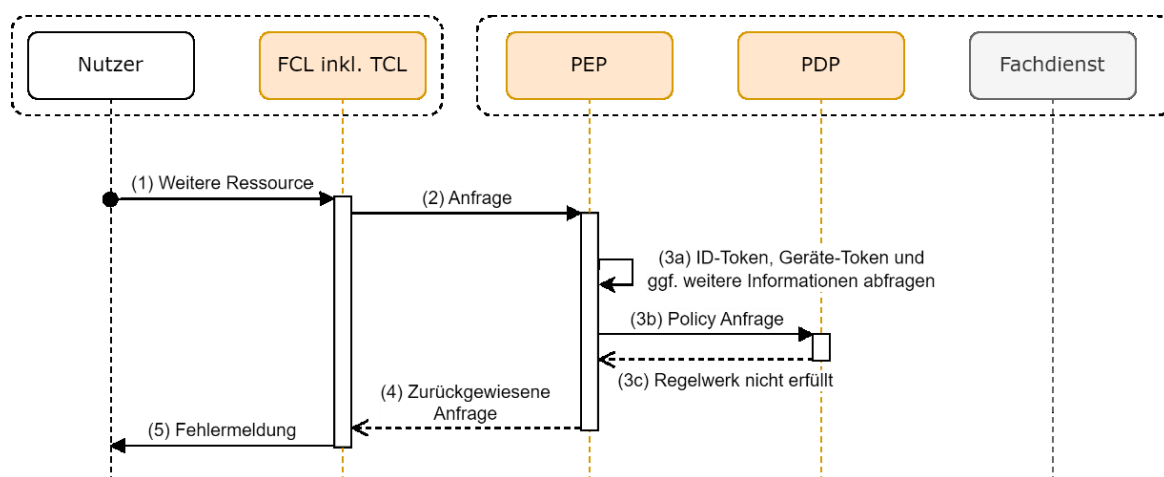 Nutzer
FCL inkl. TCL
PEP
PDP
Fachdienst
(1) Weitere Ressource
(2) Anfrage
(3a) ID-Token, Geräte-Token und
ggf. weitere Informationen abfragen
(3b) Policy Anfrage
(3c) Regelwerk nicht erfüllt
(4) Zurückgewiesene
Anfrage
(5) Fehlermeldung